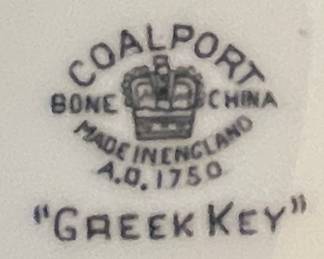 COALPORT
BONE CHINA
MADE IN ENGLAND
A.D. 1750
"GREEK KEY"